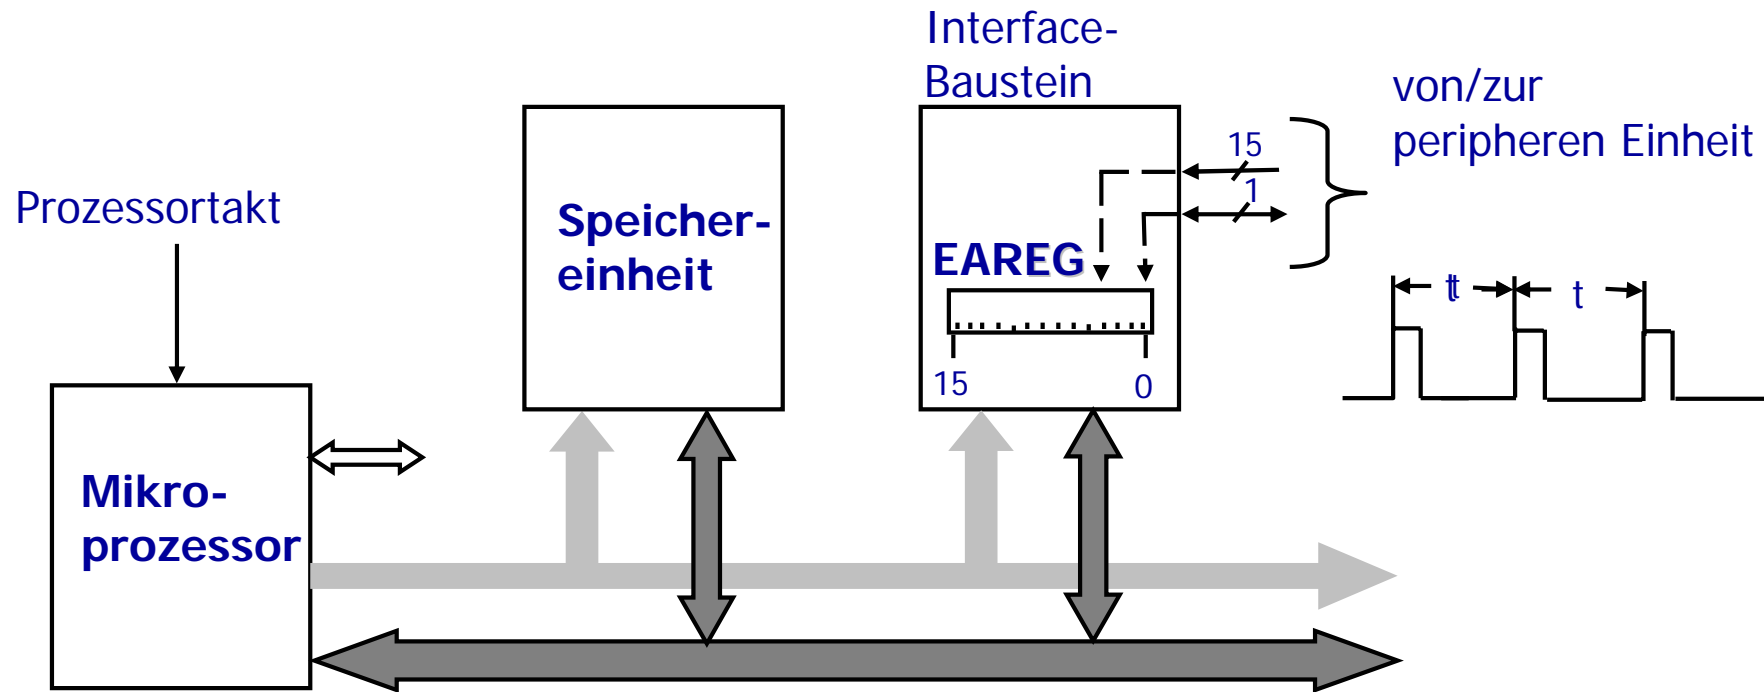 Interface-
Baustein
von/zur
peripheren Einheit
15
1
Prozessortakt
Speicher-
einheit
EAREG
t t
15 0
Mikro-
prozessor